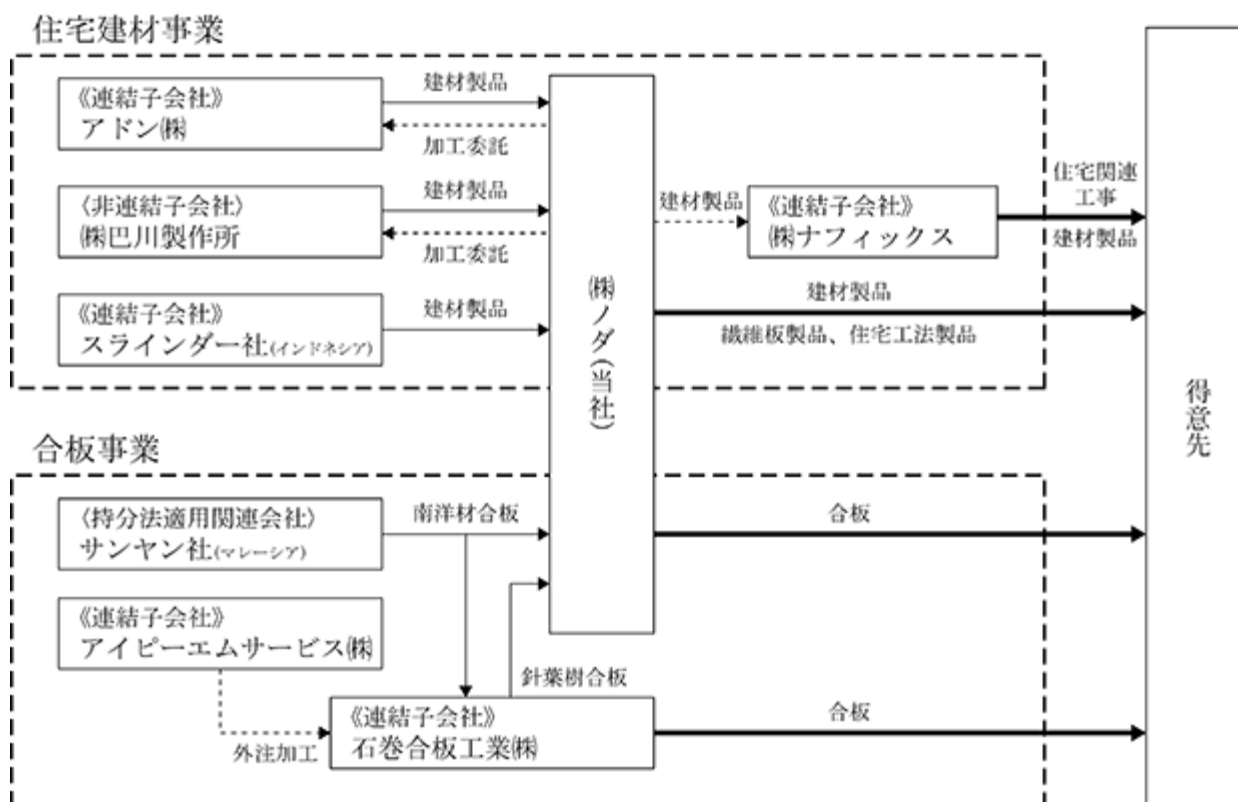 住宅建材事業
《連結子会社》
アドン㈱
建材製品
加工委託
〈非連結子会社〉
㈱巴川製作所
建材製品
加工委託
《連結子会社》
スラインダー社(インドネシア)
建材製品
㈱ノダ(当社)
建材製品
《連結子会社》
㈱ナフィックス
住宅関連
工事
建材製品
建材製品
繊維板製品、住宅工法製品
得意先
合板事業
〈持分法適用関連会社〉
サンヤン社(マレーシア)
南洋材合板
合板
《連結子会社》
アイピーエムサービス㈱
外注加工
針葉樹合板
《連結子会社》
石巻合板工業㈱
合板